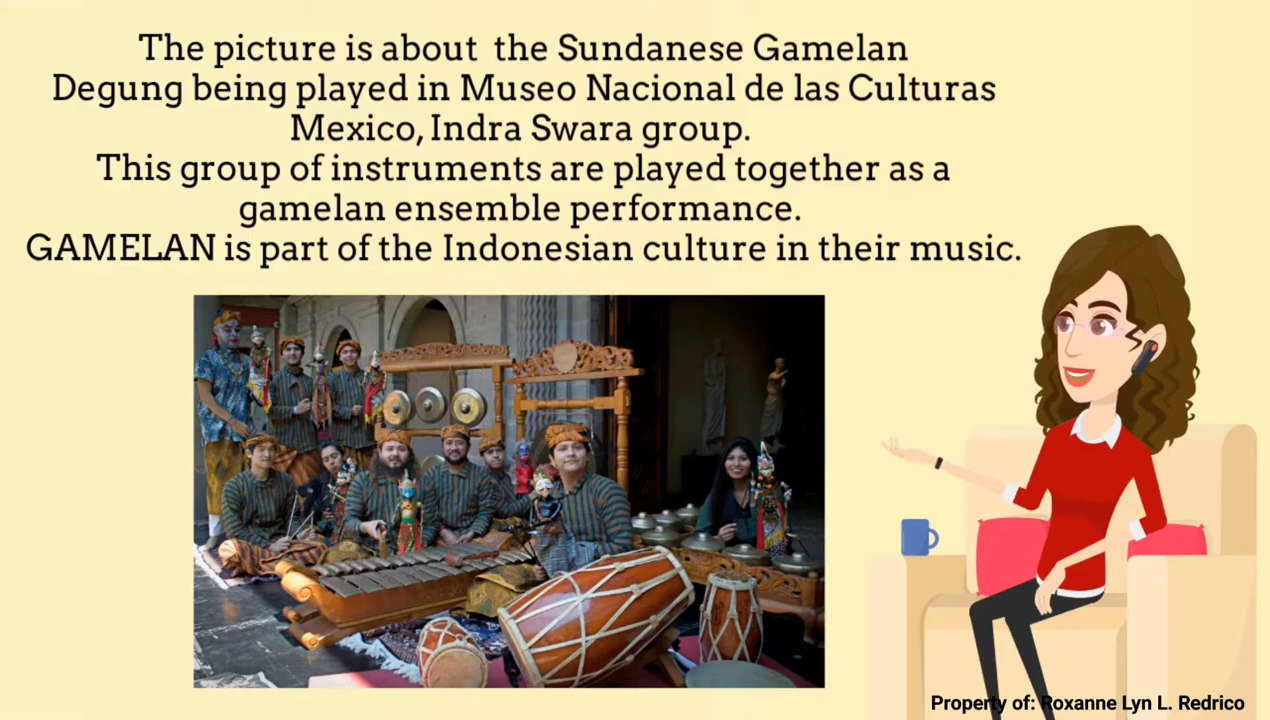 The picture is about  the Sundanese Gamelan
Degung being played in Museo Nacional de las Culturas
Mexico, Indra Swara group.
This group of instruments are played together as a
gamelan ensemble performance.
GAMELAN is part of the Indonesian culture in their music.
Property of: Roxanne Lyn L. Redrico